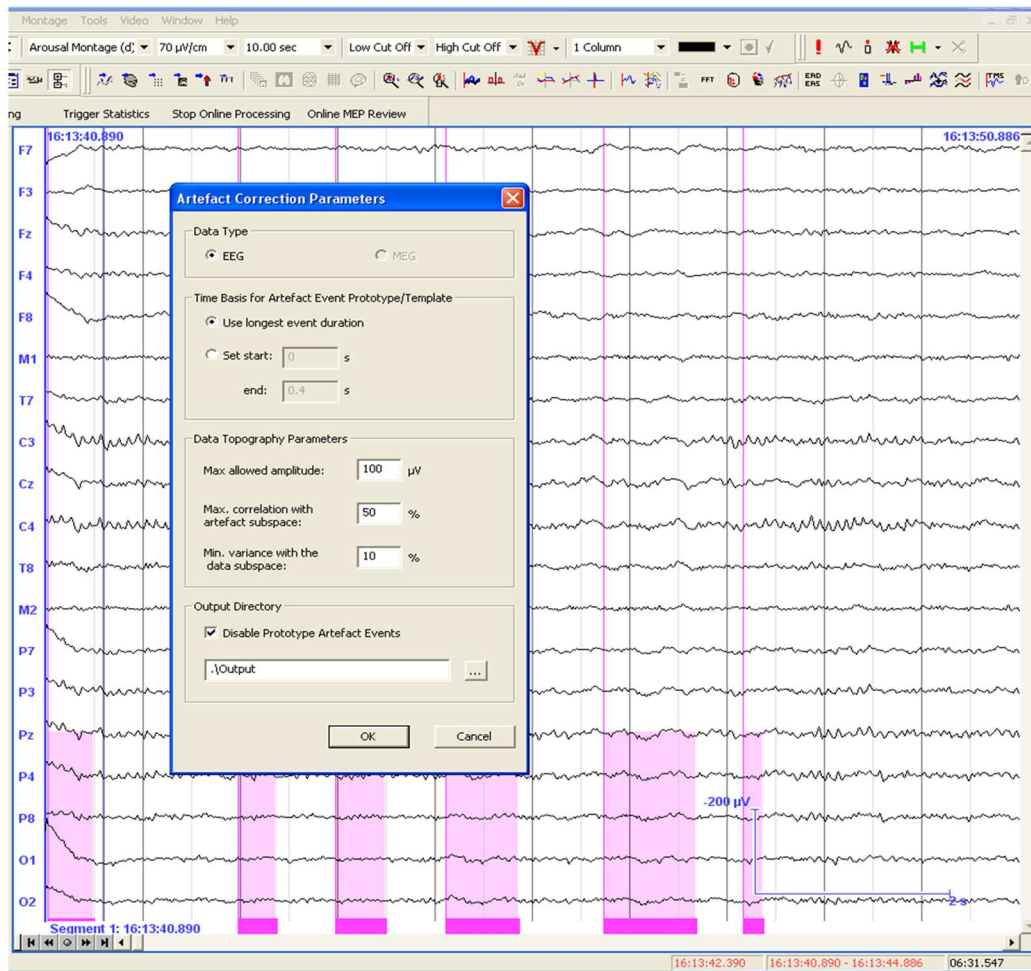 Montage Tools Video Window Help
Arousal Montage (d; 70 µV/cm 10.00 sec Low Cut Off High Cut Off 1 Column
FFT ERD ERS TMS
ng Trigger Statistics Stop Online Processing Online MEP Review
16:13:40.890 16:13:50.886
F7
F3
Fz
F4
F8
M1
T7
C3
Cz
C4
T8
M2
P7
P3
Pz
P4
P8
O1
O2
Artefact Correction Parameters
Data Type
EEG MEG
Time Basis for Artefact Event Prototype/Template
Use longest event duration
Set start: 0 s
end: 0.4 s
Data Topography Parameters
Max allowed amplitude: 100 µV
Max. correlation with
artefact subspace: 50 %
Min. variance with the
data subspace: 10 %
Output Directory
Disable Prototype Artefact Events
.\Output ...
OK Cancel
-200 µV
2 s
Segment 1: 16:13:40.890
16:13:42.390 16:13:40.890 - 16:13:44.886 06:31.547